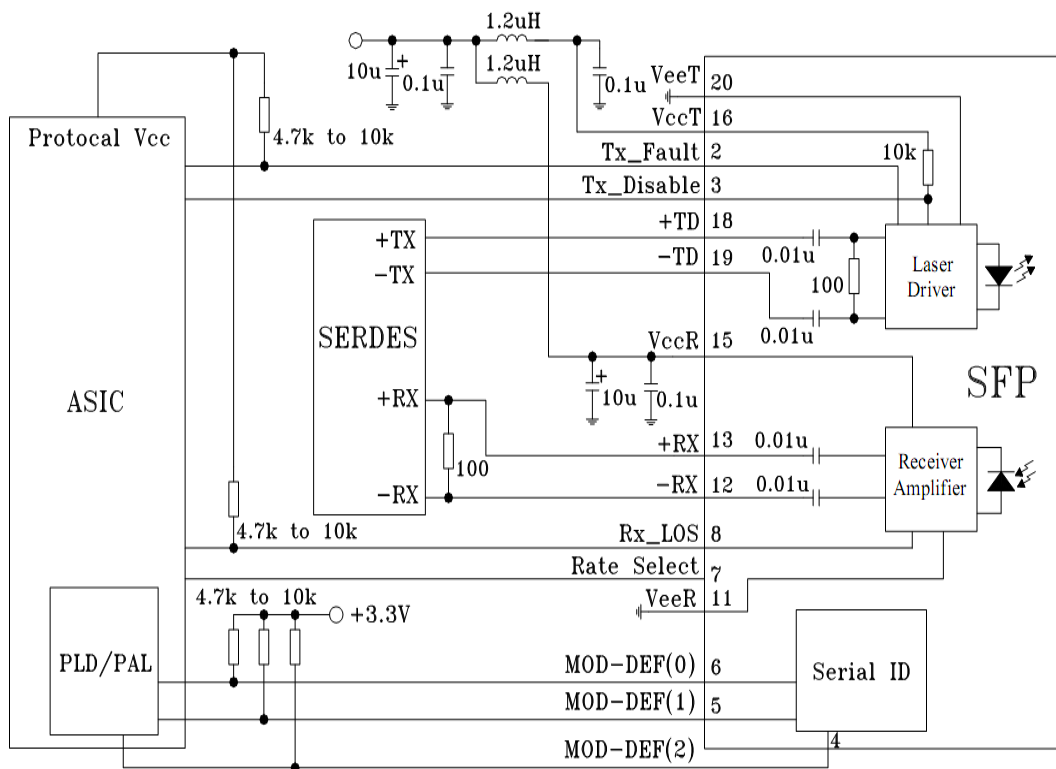 1.2uH
1.2uH
10u
+
0.1u
0.1u
VeeT 20
VccT 16
Protocal Vcc
4.7k to 10k
Tx_Fault 2
10k
Tx_Disable 3
+TD 18
+TX
-TD 19
0.01u
-TX
100
Laser
Driver
0.01u
SERDES
VccR 15
SFP
+
10u
0.1u
ASIC
+RX
+RX 13
0.01u
100
Receiver
Amplifier
-RX
-RX 12
0.01u
4.7k to 10k
Rx_LOS 8
Rate Select 7
4.7k to 10k
VeeR 11
+3.3V
PLD/PAL
MOD-DEF(0) 6
Serial ID
MOD-DEF(1) 5
MOD-DEF(2) 4